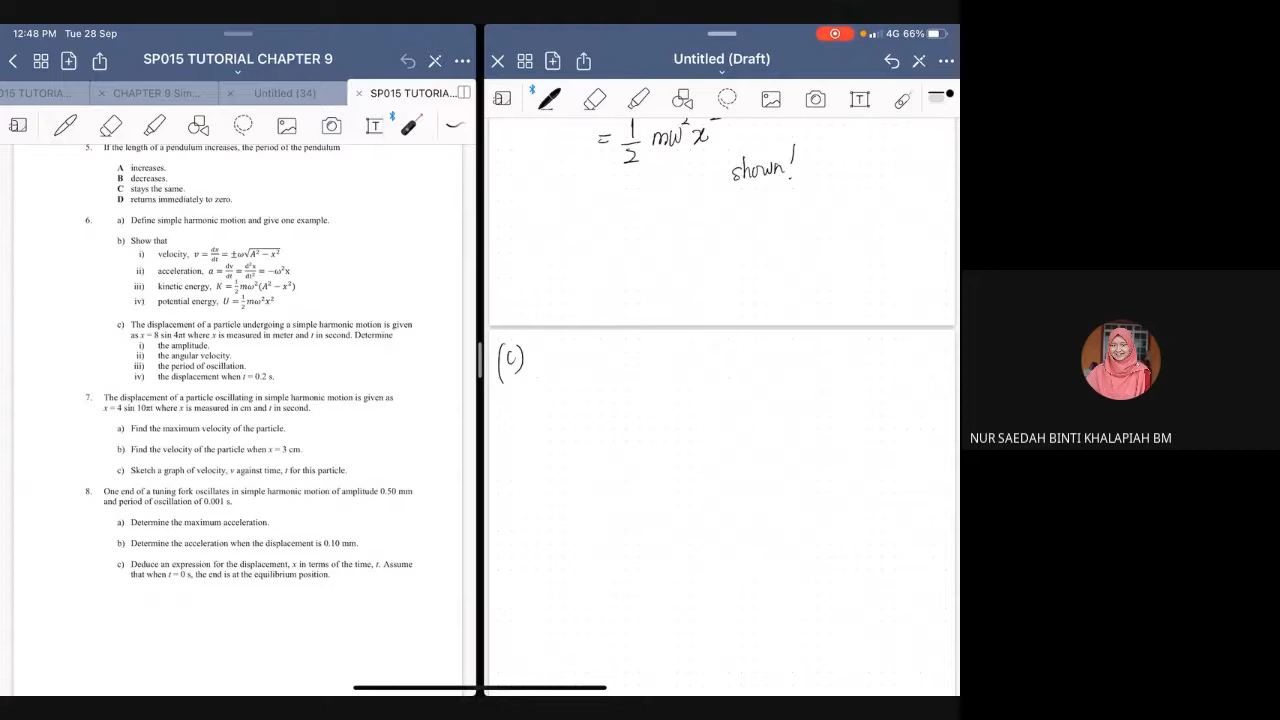 12:48 PM Tue 28 Sep
4G 66%
SP015 TUTORIAL CHAPTER 9
Untitled (Draft)
015 TUTORIA...
CHAPTER 9 Sim...
Untitled (34)
SP015 TUTORIA...
5. If the length of a pendulum increases, the period of the pendulum
A increases.
B decreases.
C stays the same.
D returns immediately to zero.
6. a) Define simple harmonic motion and give one example.
b) Show that
i) velocity, v = dx/dt = ±ω√(A² − x²)
ii) acceleration, a = dv/dt = d²x/dt² = −ω²x
iii) kinetic energy, K = 1/2 mω²(A² − x²)
iv) potential energy, U = 1/2 mω²x²
c) The displacement of a particle undergoing a simple harmonic motion is given
as x = 8 sin 4πt where x is measured in meter and t in second. Determine
i) the amplitude.
ii) the angular velocity.
iii) the period of oscillation.
iv) the displacement when t = 0.2 s.
7. The displacement of a particle oscillating in simple harmonic motion is given as
x = 4 sin 10πt where x is measured in cm and t in second.
a) Find the maximum velocity of the particle.
b) Find the velocity of the particle when x = 3 cm.
c) Sketch a graph of velocity, v against time, t for this particle.
8. One end of a tuning fork oscillates in simple harmonic motion of amplitude 0.50 mm
and period of oscillation of 0.001 s.
a) Determine the maximum acceleration.
b) Determine the acceleration when the displacement is 0.10 mm.
c) Deduce an expression for the displacement, x in terms of the time, t. Assume
that when t = 0 s, the end is at the equilibrium position.
= 1/2 mω²x²
shown!
(c)
NUR SAEDAH BINTI KHALAPIAH BM